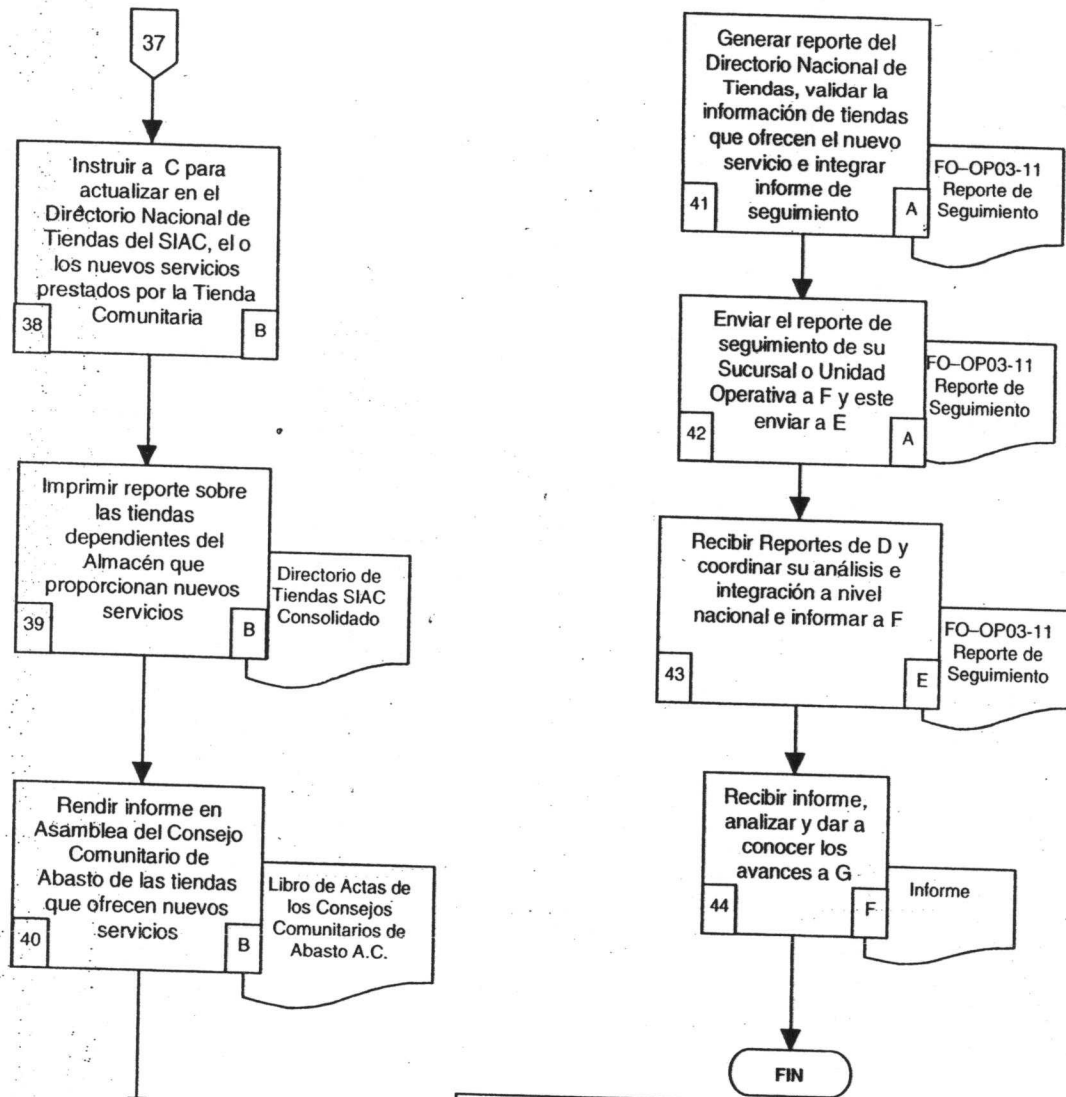 37
Instruir a C para
actualizar en el
Directorio Nacional de
Tiendas del SIAC, el o
los nuevos servicios
prestados por la Tienda
Comunitaria
38
B
Imprimir reporte sobre
las tiendas
dependientes del
Almacén que
proporcionan nuevos
servicios
39
B
Directorio de
Tiendas SIAC
Consolidado
Rendir informe en
Asamblea del Consejo
Comunitario de
Abasto de las tiendas
que ofrecen nuevos
servicios
40
B
Libro de Actas de
los Consejos
Comunitarios de
Abasto A.C.
Generar reporte del
Directorio Nacional de
Tiendas, validar la
información de tiendas
que ofrecen el nuevo
servicio e integrar
informe de
seguimiento
41
A
FO–OP03-11
Reporte de
Seguimiento
Enviar el reporte de
seguimiento de su
Sucursal o Unidad
Operativa a F y este
enviar a E
42
A
FO–OP03-11
Reporte de
Seguimiento
Recibir Reportes de D y
coordinar su análisis e
integración a nivel
nacional e informar a F
43
E
FO–OP03-11
Reporte de
Seguimiento
Recibir informe,
analizar y dar a
conocer los
avances a G
44
F
Informe
FIN